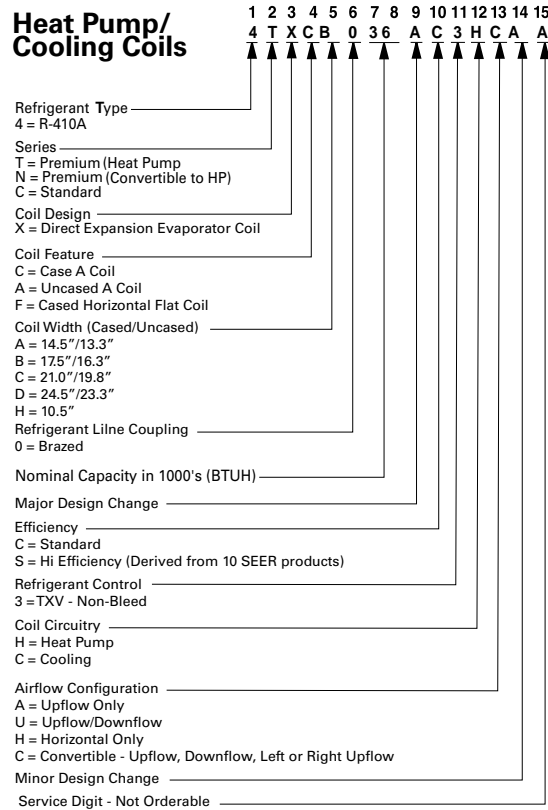 Heat Pump/
Cooling Coils
1 2 3 4 5 6 7 8 9 10 11 12 13 14 15
4 T X C B 0 3 6 A C 3 H C A A
Refrigerant Type
4 = R-410A
Series
T = Premium (Heat Pump
N = Premium (Convertible to HP)
C = Standard
Coil Design
X = Direct Expansion Evaporator Coil
Coil Feature
C = Case A Coil
A = Uncased A Coil
F = Cased Horizontal Flat Coil
Coil Width (Cased/Uncased)
A = 14.5”/13.3”
B = 17.5”/16.3”
C = 21.0”/19.8”
D = 24.5”/23.3”
H = 10.5”
Refrigerant Lilne Coupling
0 = Brazed
Nominal Capacity in 1000's (BTUH)
Major Design Change
Efficiency
C = Standard
S = Hi Efficiency (Derived from 10 SEER products)
Refrigerant Control
3 =TXV - Non-Bleed
Coil Circuitry
H = Heat Pump
C = Cooling
Airflow Configuration
A = Upflow Only
U = Upflow/Downflow
H = Horizontal Only
C = Convertible - Upflow, Downflow, Left or Right Upflow
Minor Design Change
Service Digit - Not Orderable